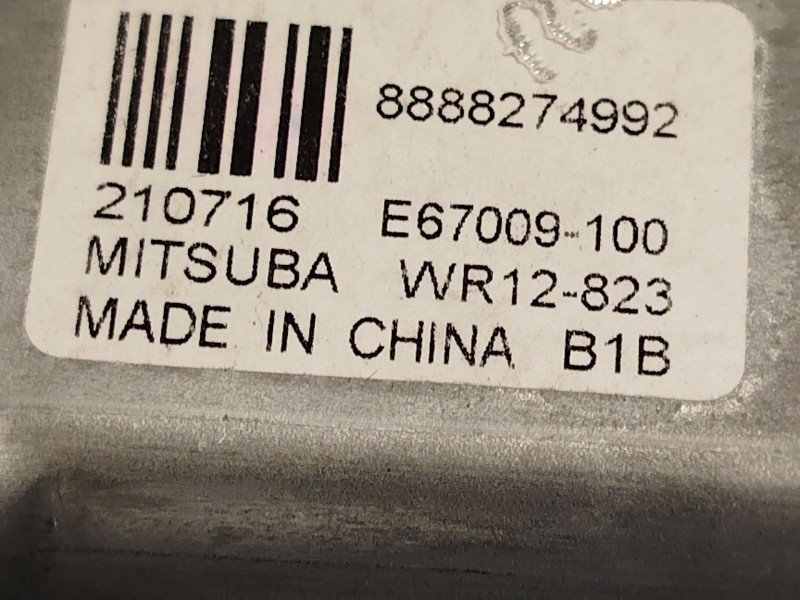 8888274992
210716 E67009-100
MITSUBA WR12-823
MADE IN CHINA B1B